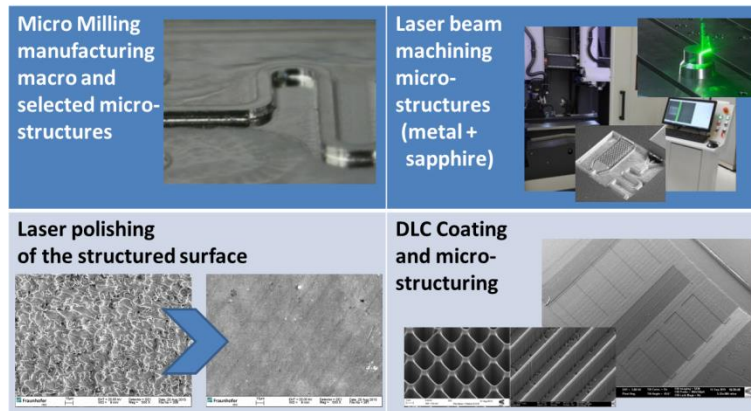 Micro Milling
manufacturing
macro and
selected micro-
structures
Laser beam
machining
micro-
structures
(metal +
sapphire)
Laser polishing
of the structured surface
Fraunhofer
Fraunhofer
DLC Coating
and micro-
structuring